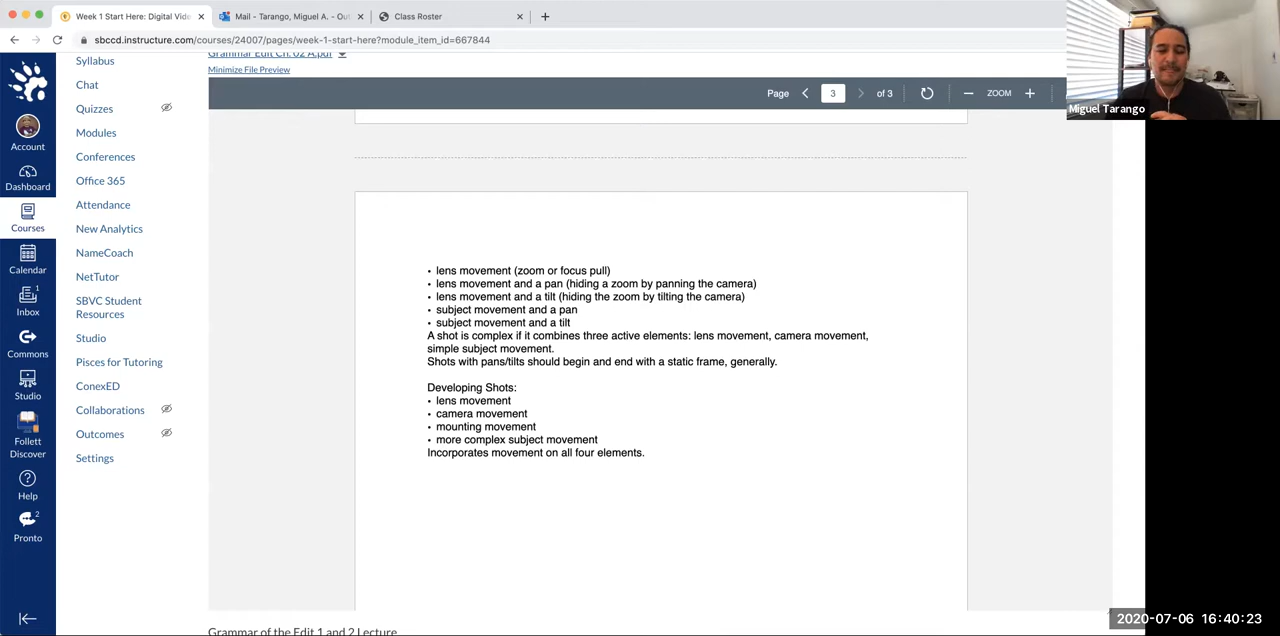 Week 1 Start Here: Digital Vide
Mail - Tarango, Miguel A. - Out
Class Roster
sbccd.instructure.com/courses/24007/pages/week-1-start-here?module_item_id=667844
Grammar Edit Ch. 02 A.pdf
Minimize File Preview
Page 3 of 3 ZOOM
Miguel Tarango
Account
Dashboard
Courses
Calendar
1
Inbox
Commons
Studio
Follett
Discover
Help
2
Pronto
Syllabus
Chat
Quizzes
Modules
Conferences
Office 365
Attendance
New Analytics
NameCoach
NetTutor
SBVC Student
Resources
Studio
Pisces for Tutoring
ConexED
Collaborations
Outcomes
Settings
• lens movement (zoom or focus pull)
• lens movement and a pan (hiding a zoom by panning the camera)
• lens movement and a tilt (hiding the zoom by tilting the camera)
• subject movement and a pan
• subject movement and a tilt
A shot is complex if it combines three active elements: lens movement, camera movement,
simple subject movement.
Shots with pans/tilts should begin and end with a static frame, generally.
Developing Shots:
• lens movement
• camera movement
• mounting movement
• more complex subject movement
Incorporates movement on all four elements.
Grammar of the Edit 1 and 2 Lecture
2020-07-06 16:40:23